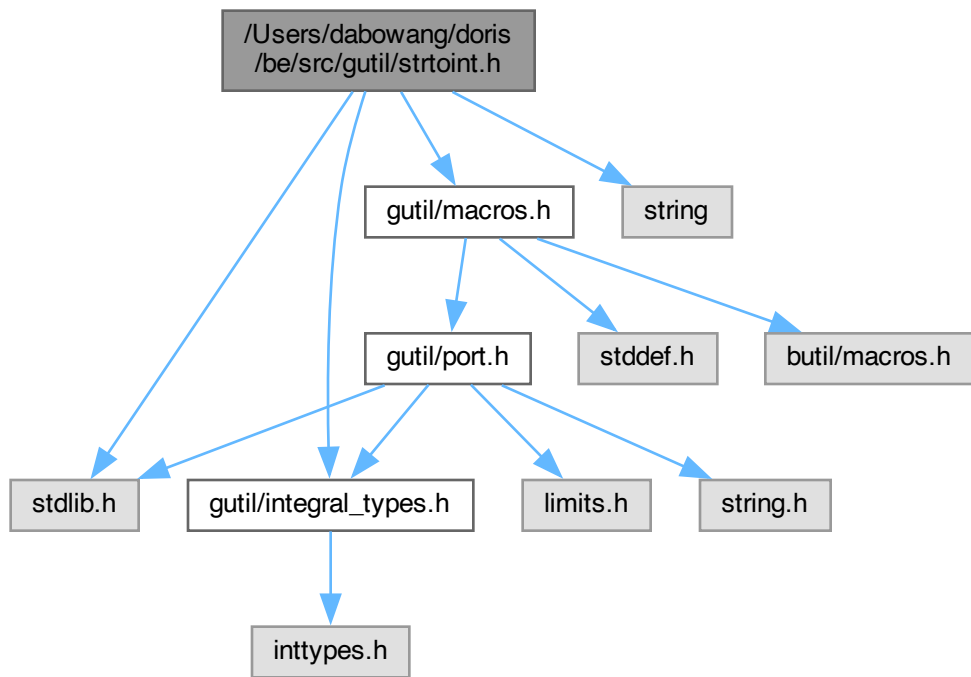 /Users/dabowang/doris
/be/src/gutil/strtoint.h
gutil/macros.h
string
gutil/port.h
stddef.h
butil/macros.h
stdlib.h
gutil/integral_types.h
limits.h
string.h
inttypes.h